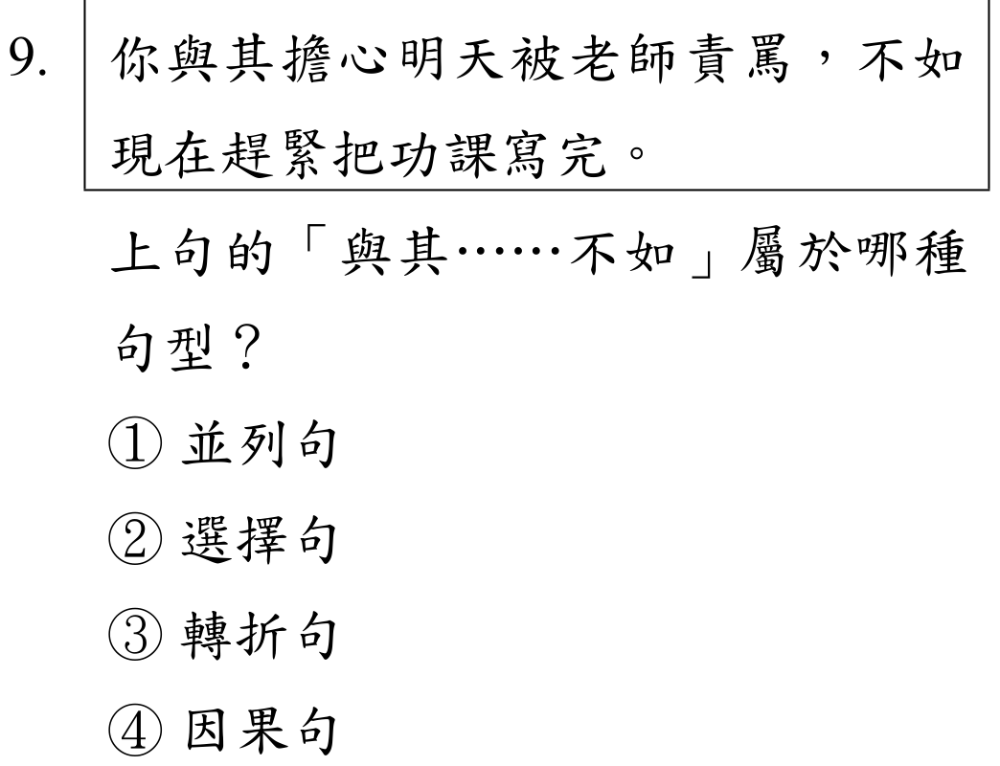 9. 你與其擔心明天被老師責罵，不如
現在趕緊把功課寫完。
上句的「與其……不如」屬於哪種
句型？
① 並列句
② 選擇句
③ 轉折句
④ 因果句